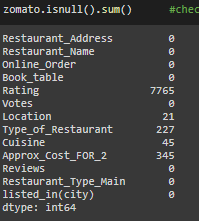 zomato.isnull().sum() #chec
Restaurant_Address 0
Restaurant_Name 0
Online_Order 0
Book_table 0
Rating 7765
Votes 0
Location 21
Type_of_Restaurant 227
Cuisine 45
Approx_Cost_FOR_2 345
Reviews 0
Restaurant_Type_Main 0
listed_in(city) 0
dtype: int64